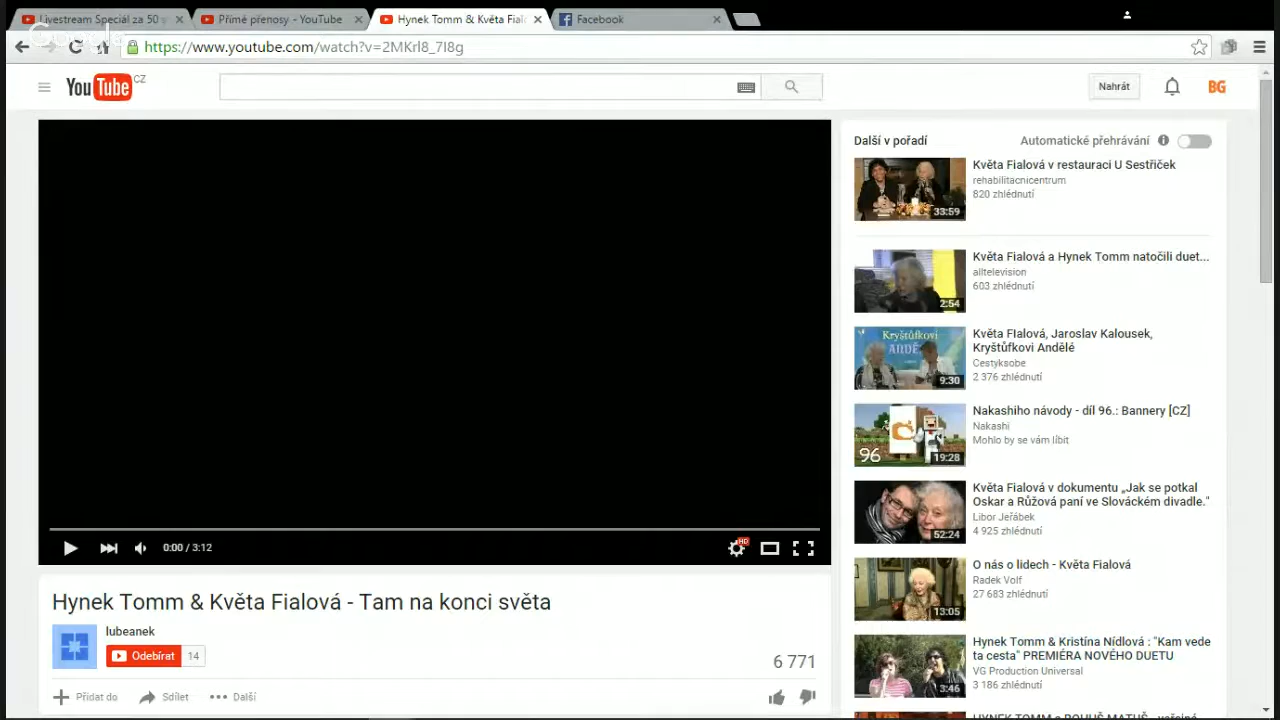 Livestream Speciál za 50
Přímé přenosy - YouTube
Hynek Tomm & Květa Fial
Facebook
Google
https://www.youtube.com/watch?v=2MKrl8_7I8g
YouTube CZ
Nahrát
BG
Další v pořadí
Automatické přehrávání
Květa Fialová v restauraci U Sestřiček
rehabilitacnicentrum
820 zhlédnutí
33:59
Květa Fialová a Hynek Tomm natočili duet...
alltelevision
603 zhlédnutí
2:54
Květa FIalová, Jaroslav Kalousek,
Kryštůfkovi Andělé
Cestyksobe
2 376 zhlédnutí
Kryštůfkovi
ANDĚ
9:30
Nakashiho návody - díl 96.: Bannery [CZ]
Nakashi
Mohlo by se vám líbit
96
19:28
Květa Fialová v dokumentu „Jak se potkal
Oskar a Růžová paní ve Slováckém divadle."
Libor Jeřábek
4 925 zhlédnutí
52:24
O nás o lidech - Květa Fialová
Radek Volf
27 683 zhlédnutí
13:05
Hynek Tomm & Kristína Nídlová : "Kam vede
ta cesta" PREMIÉRA NOVÉHO DUETU
VG Production Universal
3 186 zhlédnutí
3:46
0:00 / 3:12
HD
Hynek Tomm & Květa Fialová - Tam na konci světa
lubeanek
Odebírat 14
6 771
Přidat do
Sdílet
Další